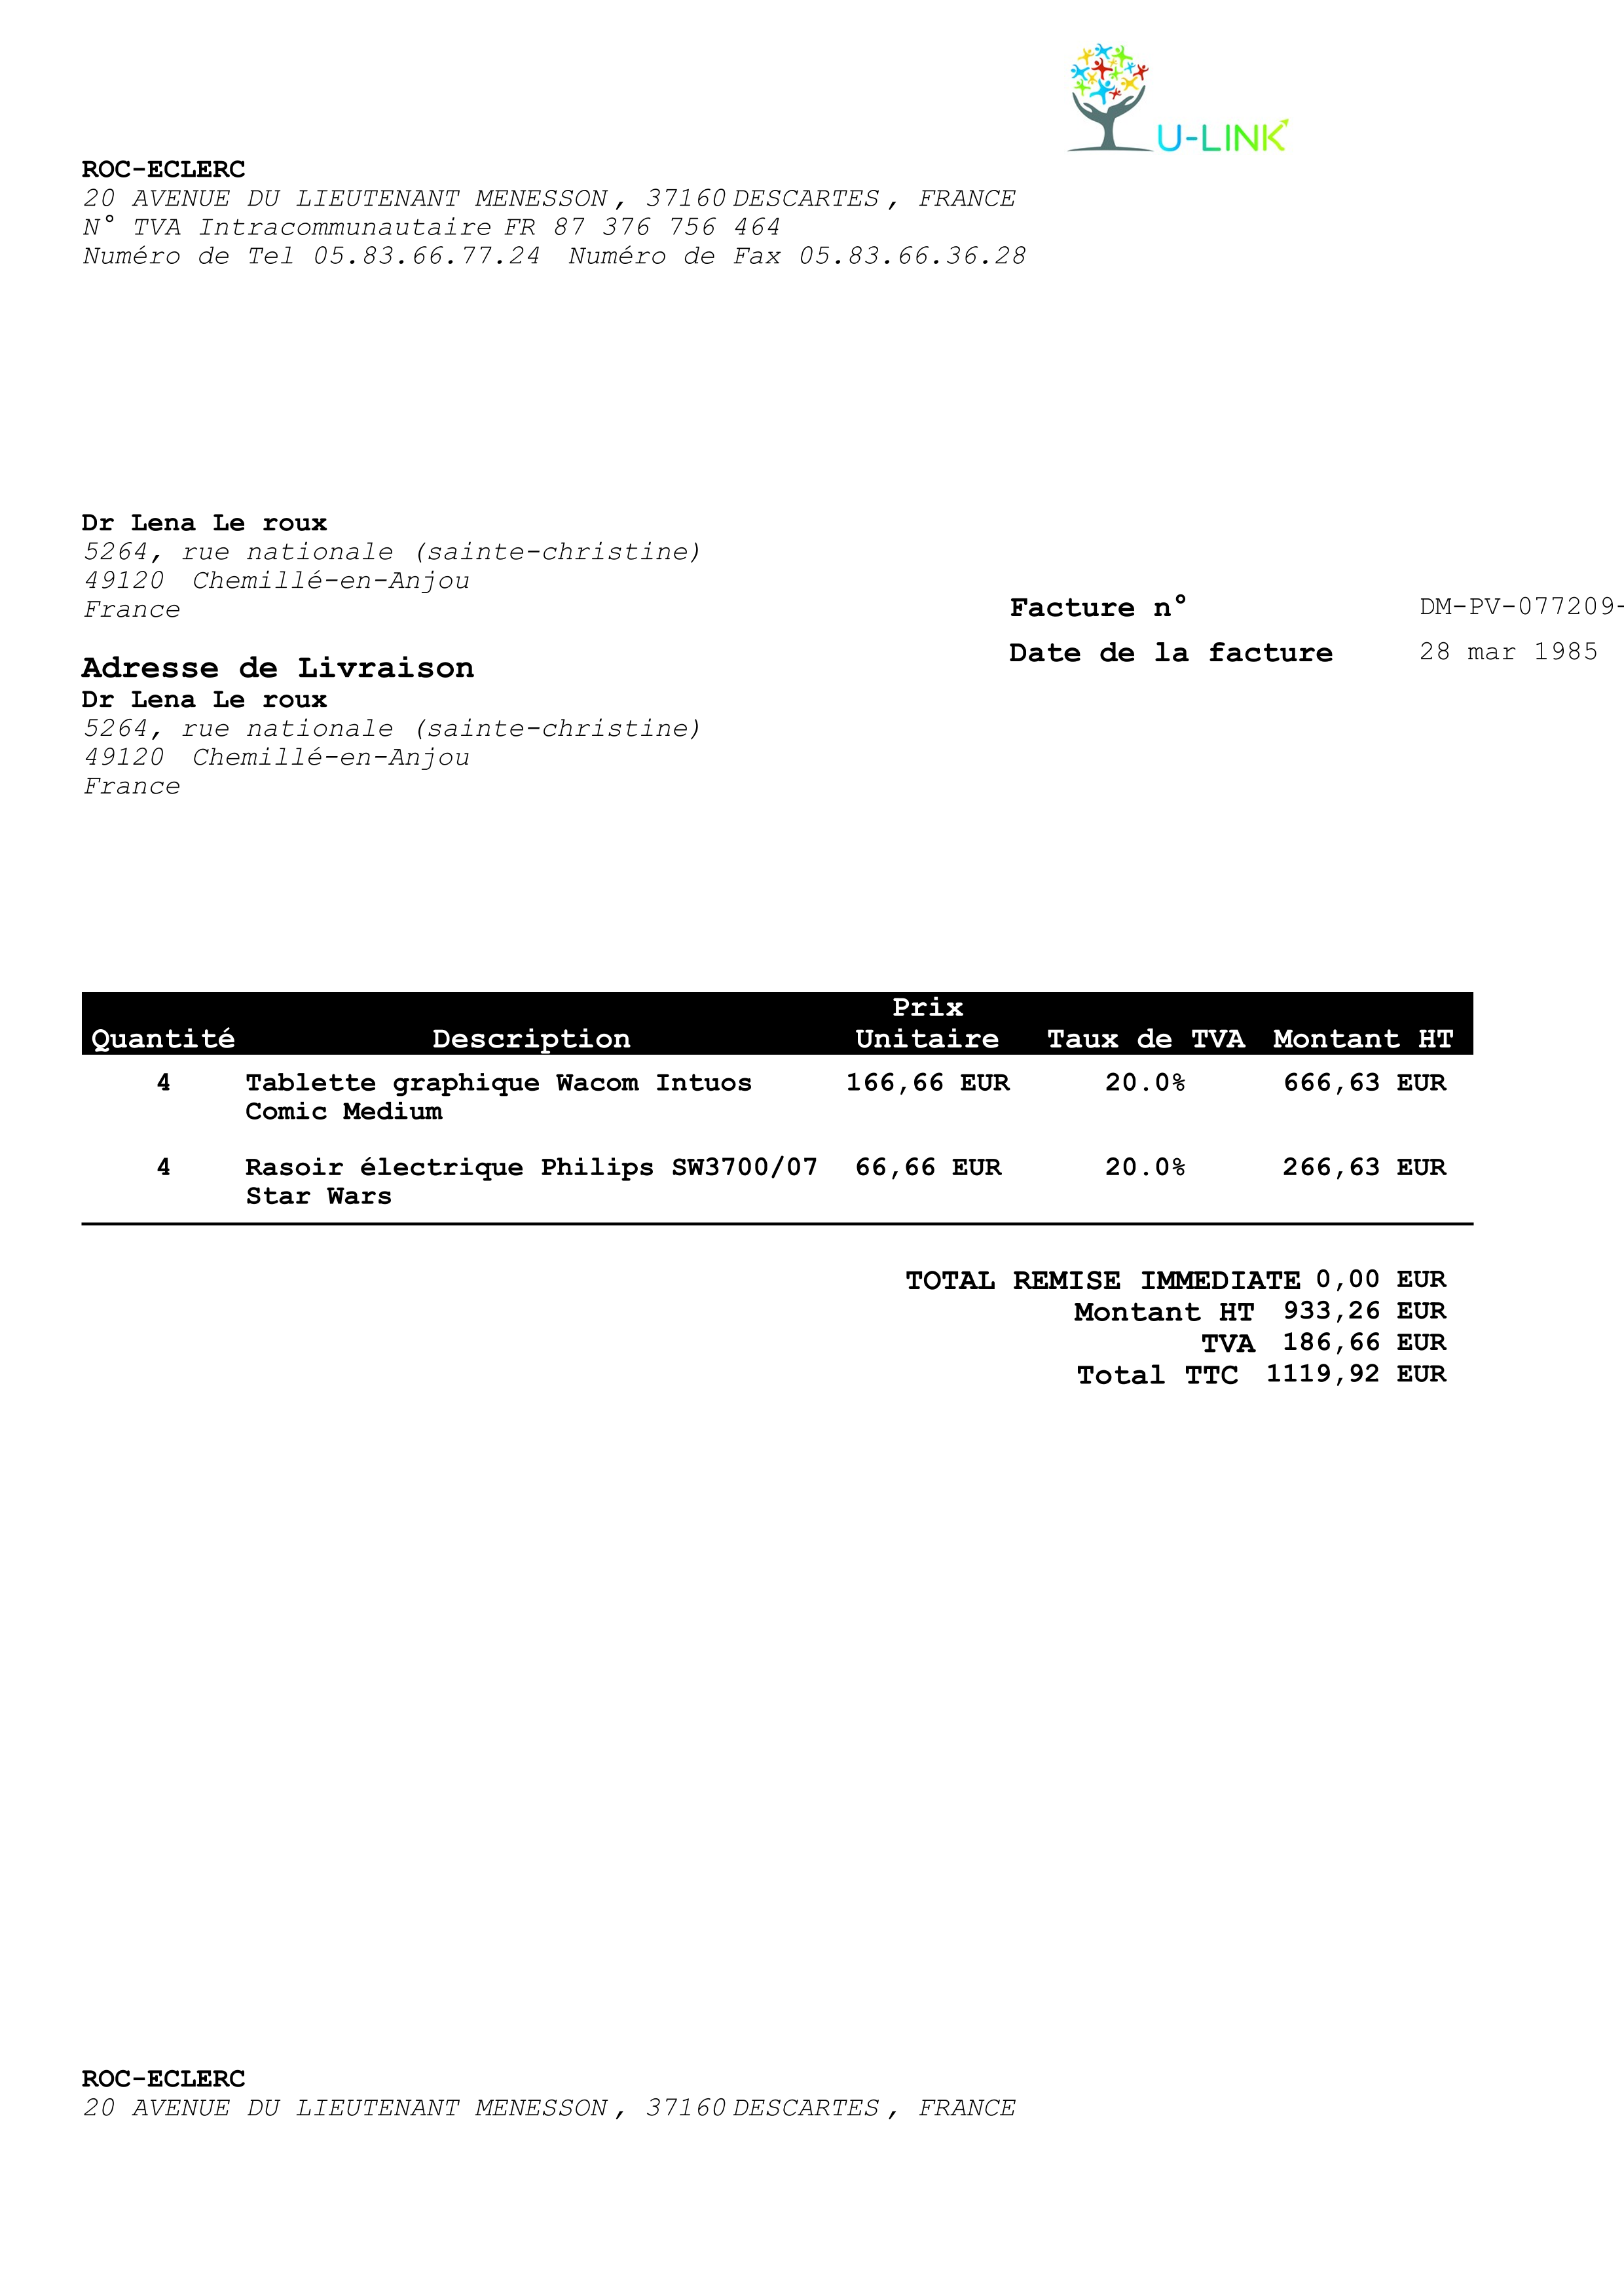 U-LINK
ROC-ECLERC
20 AVENUE DU LIEUTENANT MENESSON, 37160 DESCARTES, FRANCE
N° TVA Intracommunautaire FR 87 376 756 464
Numéro de Tel 05.83.66.77.24 Numéro de Fax 05.83.66.36.28
Dr Lena Le roux
5264, rue nationale (sainte-christine)
49120 Chemillé-en-Anjou
France
Facture n° DM-PV-077209-
Date de la facture 28 mar 1985
Adresse de Livraison
Dr Lena Le roux
5264, rue nationale (sainte-christine)
49120 Chemillé-en-Anjou
France
Quantité Description Prix Unitaire Taux de TVA Montant HT
4 Tablette graphique Wacom Intuos 166,66 EUR 20.0% 666,63 EUR
Comic Medium
4 Rasoir électrique Philips SW3700/07 66,66 EUR 20.0% 266,63 EUR
Star Wars
TOTAL REMISE IMMEDIATE 0,00 EUR
Montant HT 933,26 EUR
TVA 186,66 EUR
Total TTC 1119,92 EUR
ROC-ECLERC
20 AVENUE DU LIEUTENANT MENESSON, 37160 DESCARTES, FRANCE